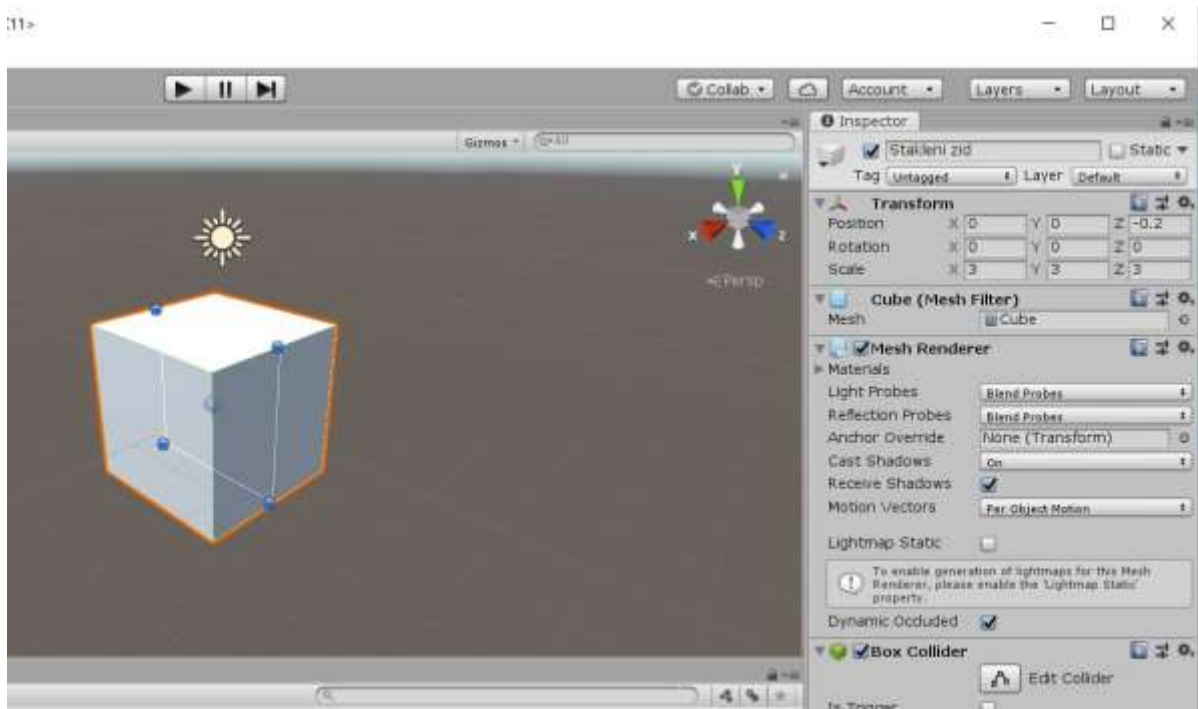 11>
Collab
Account
Layers
Layout
Inspector
Gizmos
All
Stakleni zid
Static
Tag Untagged Layer Default
Transform
Position X 0 Y 0 Z -0.2
Rotation X 0 Y 0 Z 0
Scale X 3 Y 3 Z 3
Cube (Mesh Filter)
Mesh Cube
Mesh Renderer
Materials
Light Probes Blend Probes
Reflection Probes Blend Probes
Anchor Override None (Transform)
Cast Shadows On
Receive Shadows
Motion Vectors Per Object Motion
Lightmap Static
To enable generation of lightmaps for this Mesh
Renderer, please enable the 'Lightmap Static'
property.
Dynamic Occluded
Box Collider
Edit Collider
Is Trigger
Y
X
Z
Persp